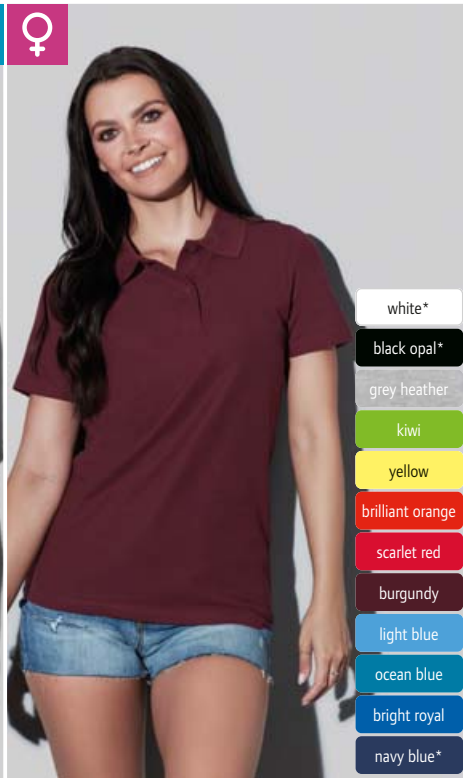 white*
black opal*
grey heather
kiwi
yellow
brilliant orange
scarlet red
burgundy
light blue
ocean blue
bright royal
navy blue*